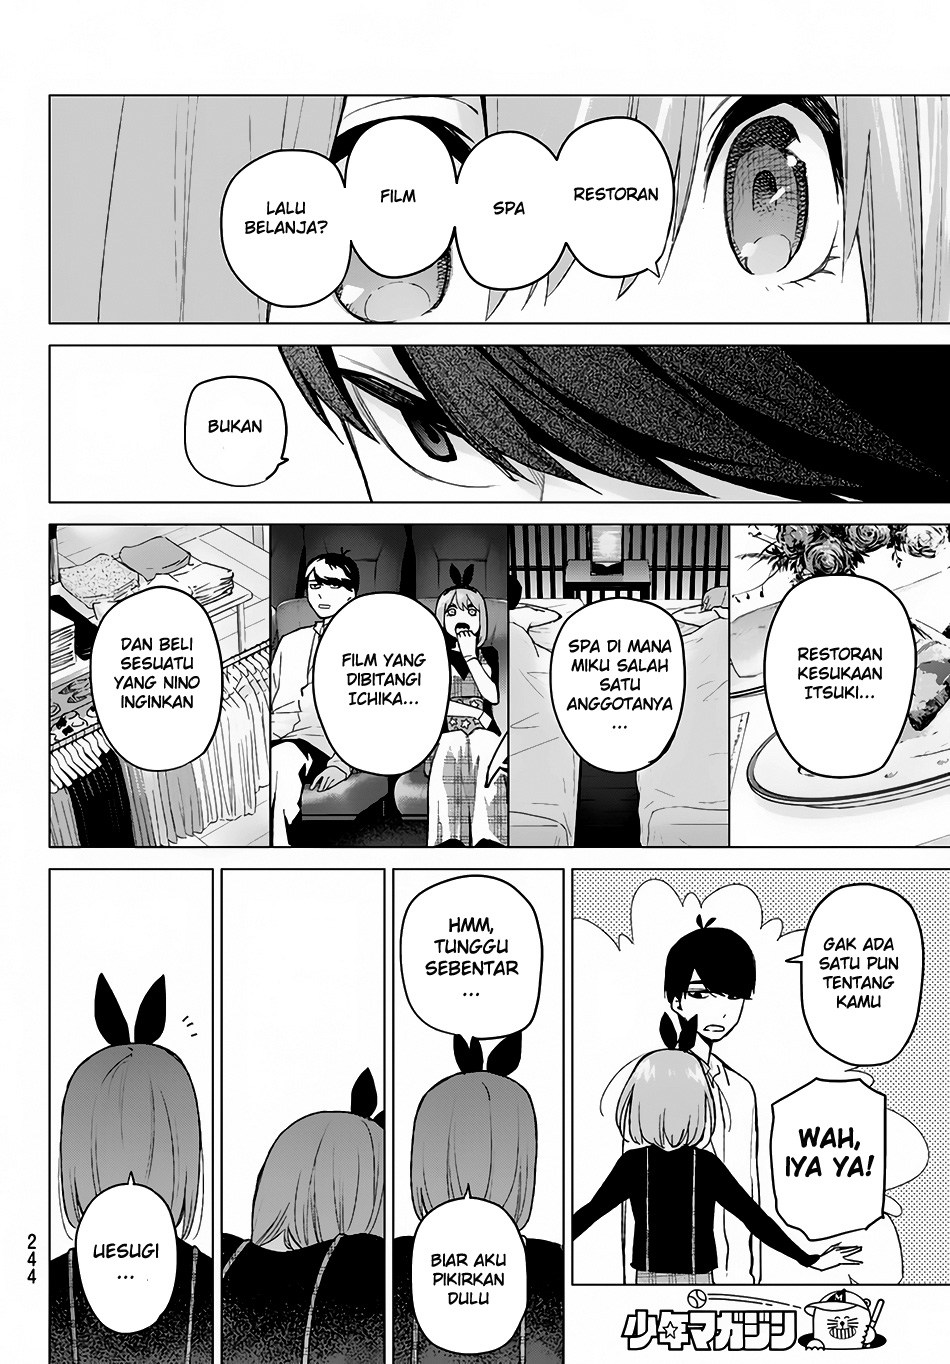 RESTORAN
SPA
FILM
LALU
BELANJA?
BUKAN
RESTORAN
KESUKAAN
ITSUKI...
SPA DI MANA
MIKU SALAH
SATU
ANGGOTANYA
...
FILM YANG
DIBITANGI
ICHIKA...
DAN BELI
SESUATU
YANG NINO
INGINKAN
GAK ADA
SATU PUN
TENTANG
KAMU
WAH,
IYA YA!
HMM,
TUNGGU
SEBENTAR
...
BIAR AKU
PIKIRKAN
DULU
UESUGI
...
244
少年マガジン
M